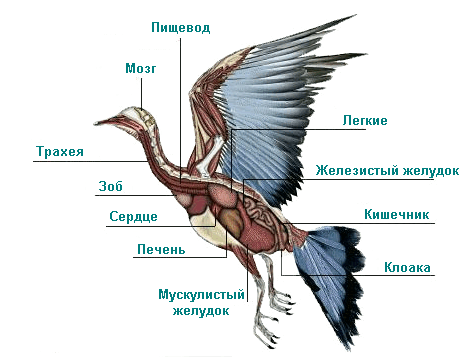 Пищевод
Мозг
Легкие
Трахея
Железистый желудок
Зоб
Сердце
Кишечник
Печень
Клоака
Мускулистый
желудок